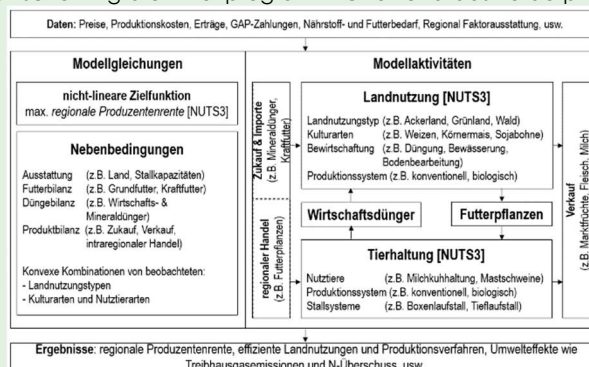 Daten: Preise, Produktionskosten, Erträge, GAP-Zahlungen, Nährstoff- und Futterbedarf, Regional Faktorausstattung, usw.
Modellgleichungen
nicht-lineare Zielfunktion
max. regionale Produzentenrente [NUTS3]
Nebenbedingungen
Ausstattung (z.B. Land, Stallkapazitäten)
Futterbilanz (z.B. Grundfutter, Kraftfutter)
Düngebilanz (z.B. Wirtschafts- &
Mineraldünger)
Produktbilanz (z.B. Zukauf, Verkauf,
intraregionaler Handel)
Konvexe Kombinationen von beobachteten:
- Landnutzungstypen
- Kulturarten und Nutztierarten
Modellaktivitäten
Zukauf & Importe
(z.B. Mineraldünger,
Kraftfutter)
regionaler Handel
(z.B. Futterpflanzen)
Landnutzung [NUTS3]
Landnutzungstyp (z.B. Ackerland, Grünland, Wald)
Kulturarten (z.B. Weizen, Körnermais, Sojabohne)
Bewirtschaftung (z.B. Düngung, Bewässerung,
Bodenbearbeitung)
Produktionssystem (z.B. konventionell, biologisch)
Wirtschaftsdünger
Futterpflanzen
Tierhaltung [NUTS3]
Nutztiere (z.B. Milchkuhhaltung, Mastschweine)
Produktionssystem (z.B. konventionell, biologisch)
Stallsysteme (z.B. Boxenlaufstall, Tieflaufstall)
Verkauf
(z.B. Marktfrüchte, Fleisch, Milch)
Ergebnisse: regionale Produzentenrente, effiziente Landnutzungen und Produktionsverfahren, Umwelteffekte wie
Treibhausgasemissionen und N-Überschuss, usw.